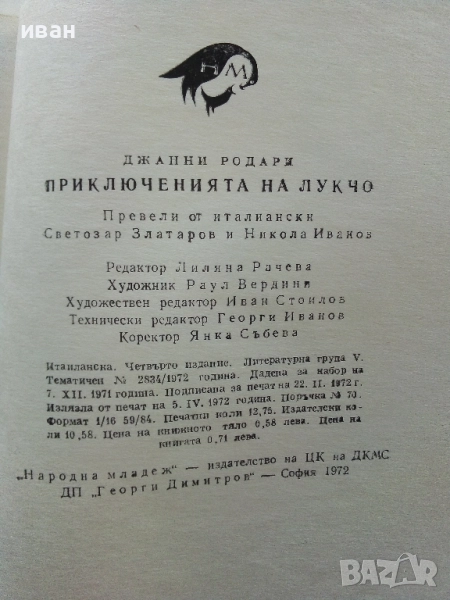 иван
НМ
ДЖАННИ РОДАРИ
ПРИКЛЮЧЕНИЯТА НА ЛУКЧО
Превели от италиански
Светозар Златаров и Никола Иванов
Редактор Лиляна Рачева
Художник Раул Вердини
Художествен редактор Иван Стоилов
Технически редактор Георги Иванов
Коректор Янка Събева
Италианска. Четвърто издание. Литературна група V.
Тематичен № 2834/1972 година. Дадена за набор на
7. XII. 1971 година. Подписана за печат на 22. II. 1972 г.
Излязла от печат на 5. IV. 1972 година. Поръчка № 70.
Формат 1/16 59/84. Печатни коли 12,75. Издателски ко-
ли 10,58. Цена на книжното тяло 0,58 лева. Цена на
книгата 0,71 лева.
„Народна младеж“ — издателство на ЦК на ДКМС
ДП „Георги Димитров“ — София 1972
BAZAR
bg